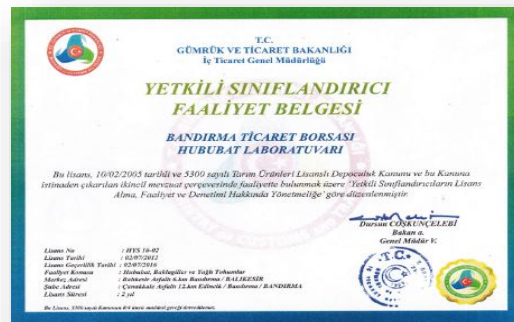 T.C.
GÜMRÜK VE TİCARET BAKANLIĞI
İç Ticaret Genel Müdürlüğü
YETKİLİ SINIFLANDIRICI
FAALİYET BELGESİ
BANDIRMA TİCARET BORSASI
HUBUBAT LABORATUVARI
Bu lisans, 10/02/2005 tarihli ve 5300 sayılı Tarım Ürünleri Lisanslı Depoculuk Kanunu ve bu Kanuna
istinaden çıkarılan ikincil mevzuat çerçevesinde faaliyette bulunmak üzere 'Yetkili Sınıflandırıcıların Lisans
Alma, Faaliyet ve Denetimi Hakkında Yönetmeliğe' göre düzenlenmiştir.
Dursun COŞKUNÇELEBİ
Bakan a.
Genel Müdür V.
Lisans No : HYS 10-02
Lisans Tarihi : 02/07/2012
Lisans Geçerlilik Tarihi : 02/07/2016
Faaliyet Konusu : Hububat, Baklagiller ve Yağlı Tohumlar
Merkez Adresi : Balıkesir Asfaltı 6.km Bandırma / BALIKESİR
Şube Adresi : Çanakkale Asfaltı 12.km Edincik / Bandırma / BANDIRMA
Lisans Süresi : 2 yıl
T.C.